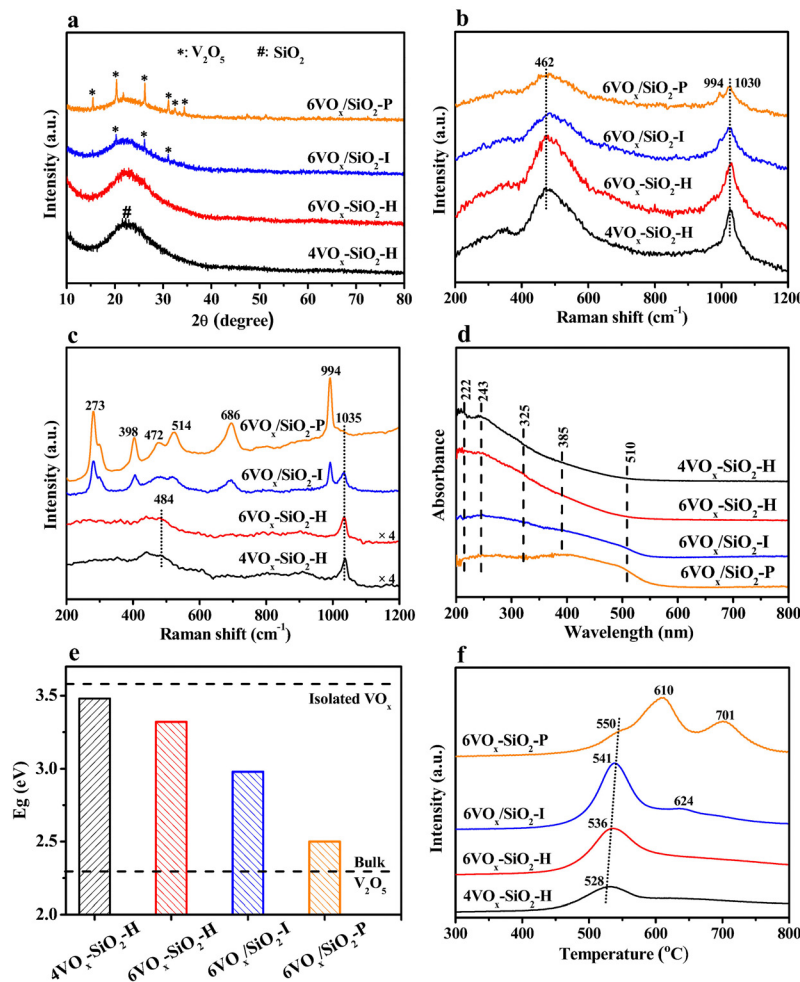 a
*: V₂O₅ #: SiO₂
6VOₓ/SiO₂-P
6VOₓ/SiO₂-I
6VOₓ-SiO₂-H
#
4VOₓ-SiO₂-H
Intensity (a.u.)
10 20 30 40 50 60 70 80
2θ (degree)
b
462
994 1030
6VOₓ/SiO₂-P
6VOₓ/SiO₂-I
6VOₓ-SiO₂-H
4VOₓ-SiO₂-H
Intensity (a.u.)
200 400 600 800 1000 1200
Raman shift (cm⁻¹)
c
273
398
472
514
686
994
1035
6VOₓ/SiO₂-P
6VOₓ/SiO₂-I
484
6VOₓ-SiO₂-H
× 4
4VOₓ-SiO₂-H
× 4
Intensity (a.u.)
200 400 600 800 1000 1200
Raman shift (cm⁻¹)
d
222
243
325
385
510
4VOₓ-SiO₂-H
6VOₓ-SiO₂-H
6VOₓ/SiO₂-I
6VOₓ/SiO₂-P
Absorbance
200 300 400 500 600 700 800
Wavelength (nm)
e
Isolated VOₓ
Bulk
V₂O₅
3.5
3.0
2.5
2.0
Eg (eV)
4VOₓ-SiO₂-H
6VOₓ-SiO₂-H
6VOₓ/SiO₂-I
6VOₓ/SiO₂-P
f
610
550
701
6VOₓ-SiO₂-P
541
624
6VOₓ/SiO₂-I
536
6VOₓ-SiO₂-H
528
4VOₓ-SiO₂-H
Intensity (a.u.)
300 400 500 600 700 800
Temperature (°C)